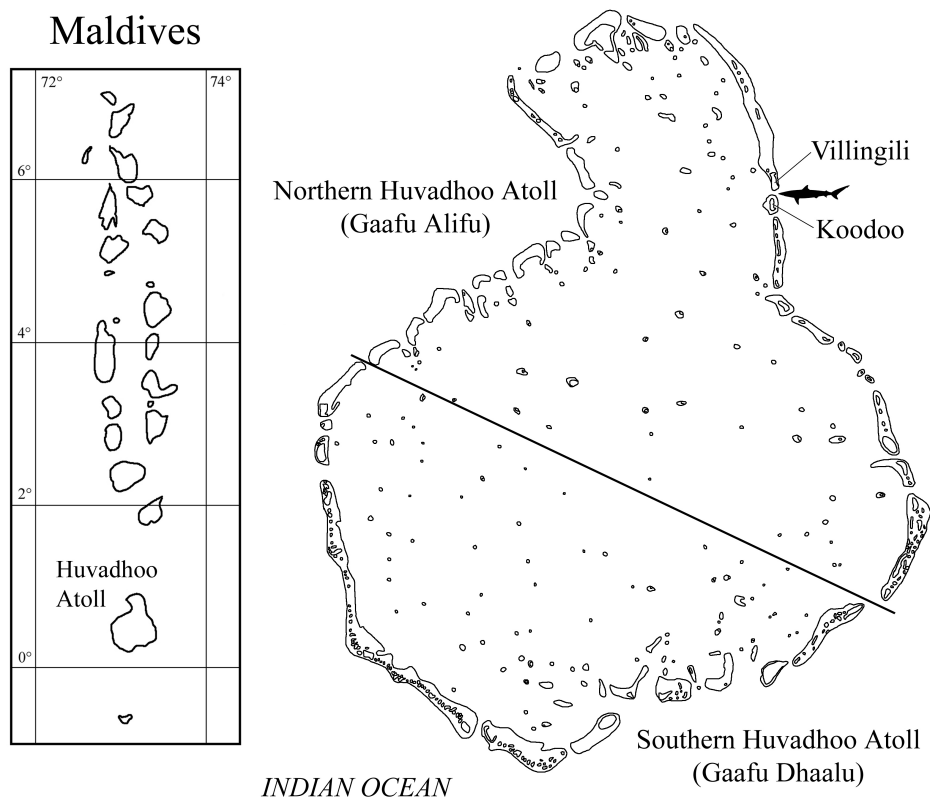 Maldives
72°
74°
6°
4°
2°
0°
Huvadhoo
Atoll
Northern Huvadhoo Atoll
(Gaafu Alifu)
Villingili
Koodoo
Southern Huvadhoo Atoll
(Gaafu Dhaalu)
INDIAN OCEAN